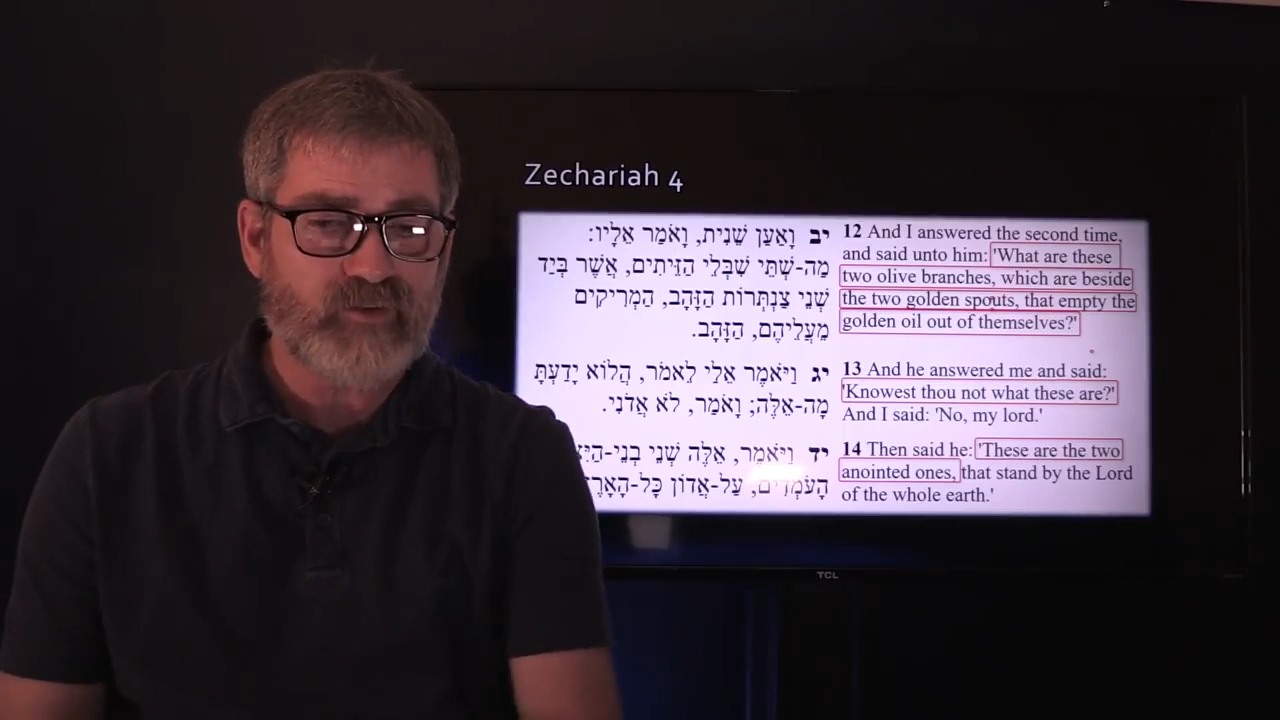 Zechariah 4
יב וָאַעַן שֵׁנִית, וָאֹמַר אֵלָיו:
מַה-שְׁתֵּי שִׁבְּלֵי הַזֵּיתִים, אֲשֶׁר בְּיַד
שְׁנֵי צַנְתְּרוֹת הַזָּהָב, הַמְרִיקִים
מֵעֲלֵיהֶם, הַזָּהָב.
12 And I answered the second time,
and said unto him: 'What are these
two olive branches, which are beside
the two golden spouts, that empty the
golden oil out of themselves?'
יג וַיֹּאמֶר אֵלַי לֵאמֹר, הֲלוֹא יָדַעְתָּ
מָה-אֵלֶּה; וָאֹמַר, לֹא אֲדֹנִי.
13 And he answered me and said:
'Knowest thou not what these are?'
And I said: 'No, my lord.'
יד וַיֹּאמֶר, אֵלֶּה שְׁנֵי
הָעֹמְדִים, עַל-אֲדוֹן כָּל-הָאָרֶ
14 Then said he: 'These are the two
anointed ones, that stand by the Lord
of the whole earth.'
TCL